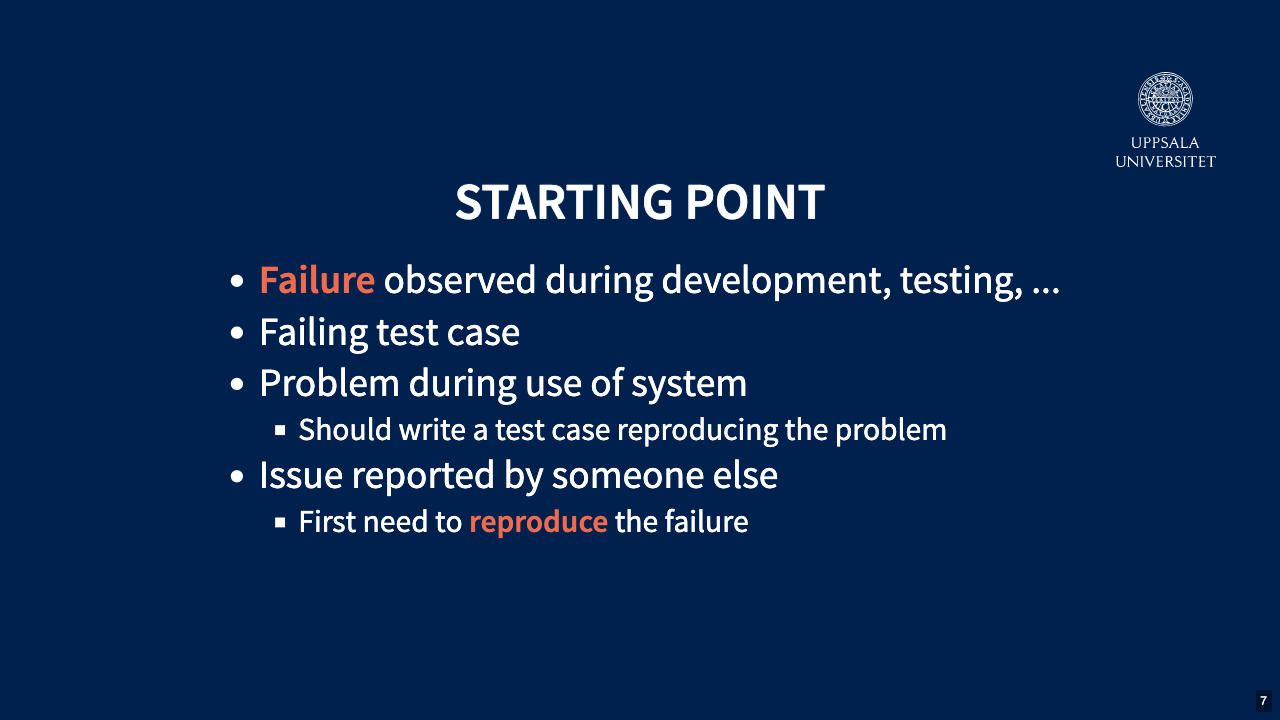 UPPSALA
UNIVERSITET
STARTING POINT
• Failure observed during development, testing, ...
• Failing test case
• Problem during use of system
▪ Should write a test case reproducing the problem
• Issue reported by someone else
▪ First need to reproduce the failure
7